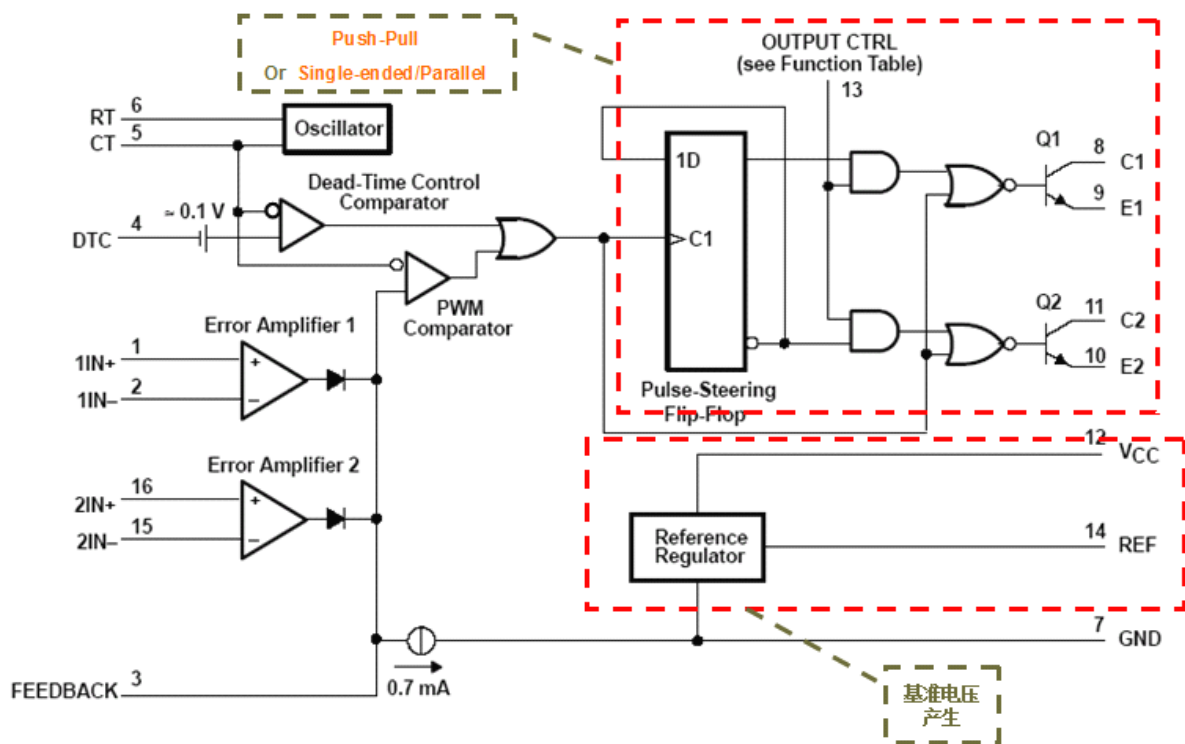 Push-Pull
Or Single-ended/Parallel
OUTPUT CTRL
(see Function Table)
13
RT 6
CT 5
Oscillator
Dead-Time Control
Comparator
≈ 0.1 V
DTC 4
PWM
Comparator
1D
C1
Pulse-Steering
Flip-Flop
Q1
8 C1
9 E1
Q2
11 C2
10 E2
Error Amplifier 1
1IN+ 1
1IN– 2
+
–
Error Amplifier 2
2IN+ 16
2IN– 15
+
–
12 VCC
Reference
Regulator
14 REF
7 GND
0.7 mA
FEEDBACK 3
基准电压
产生